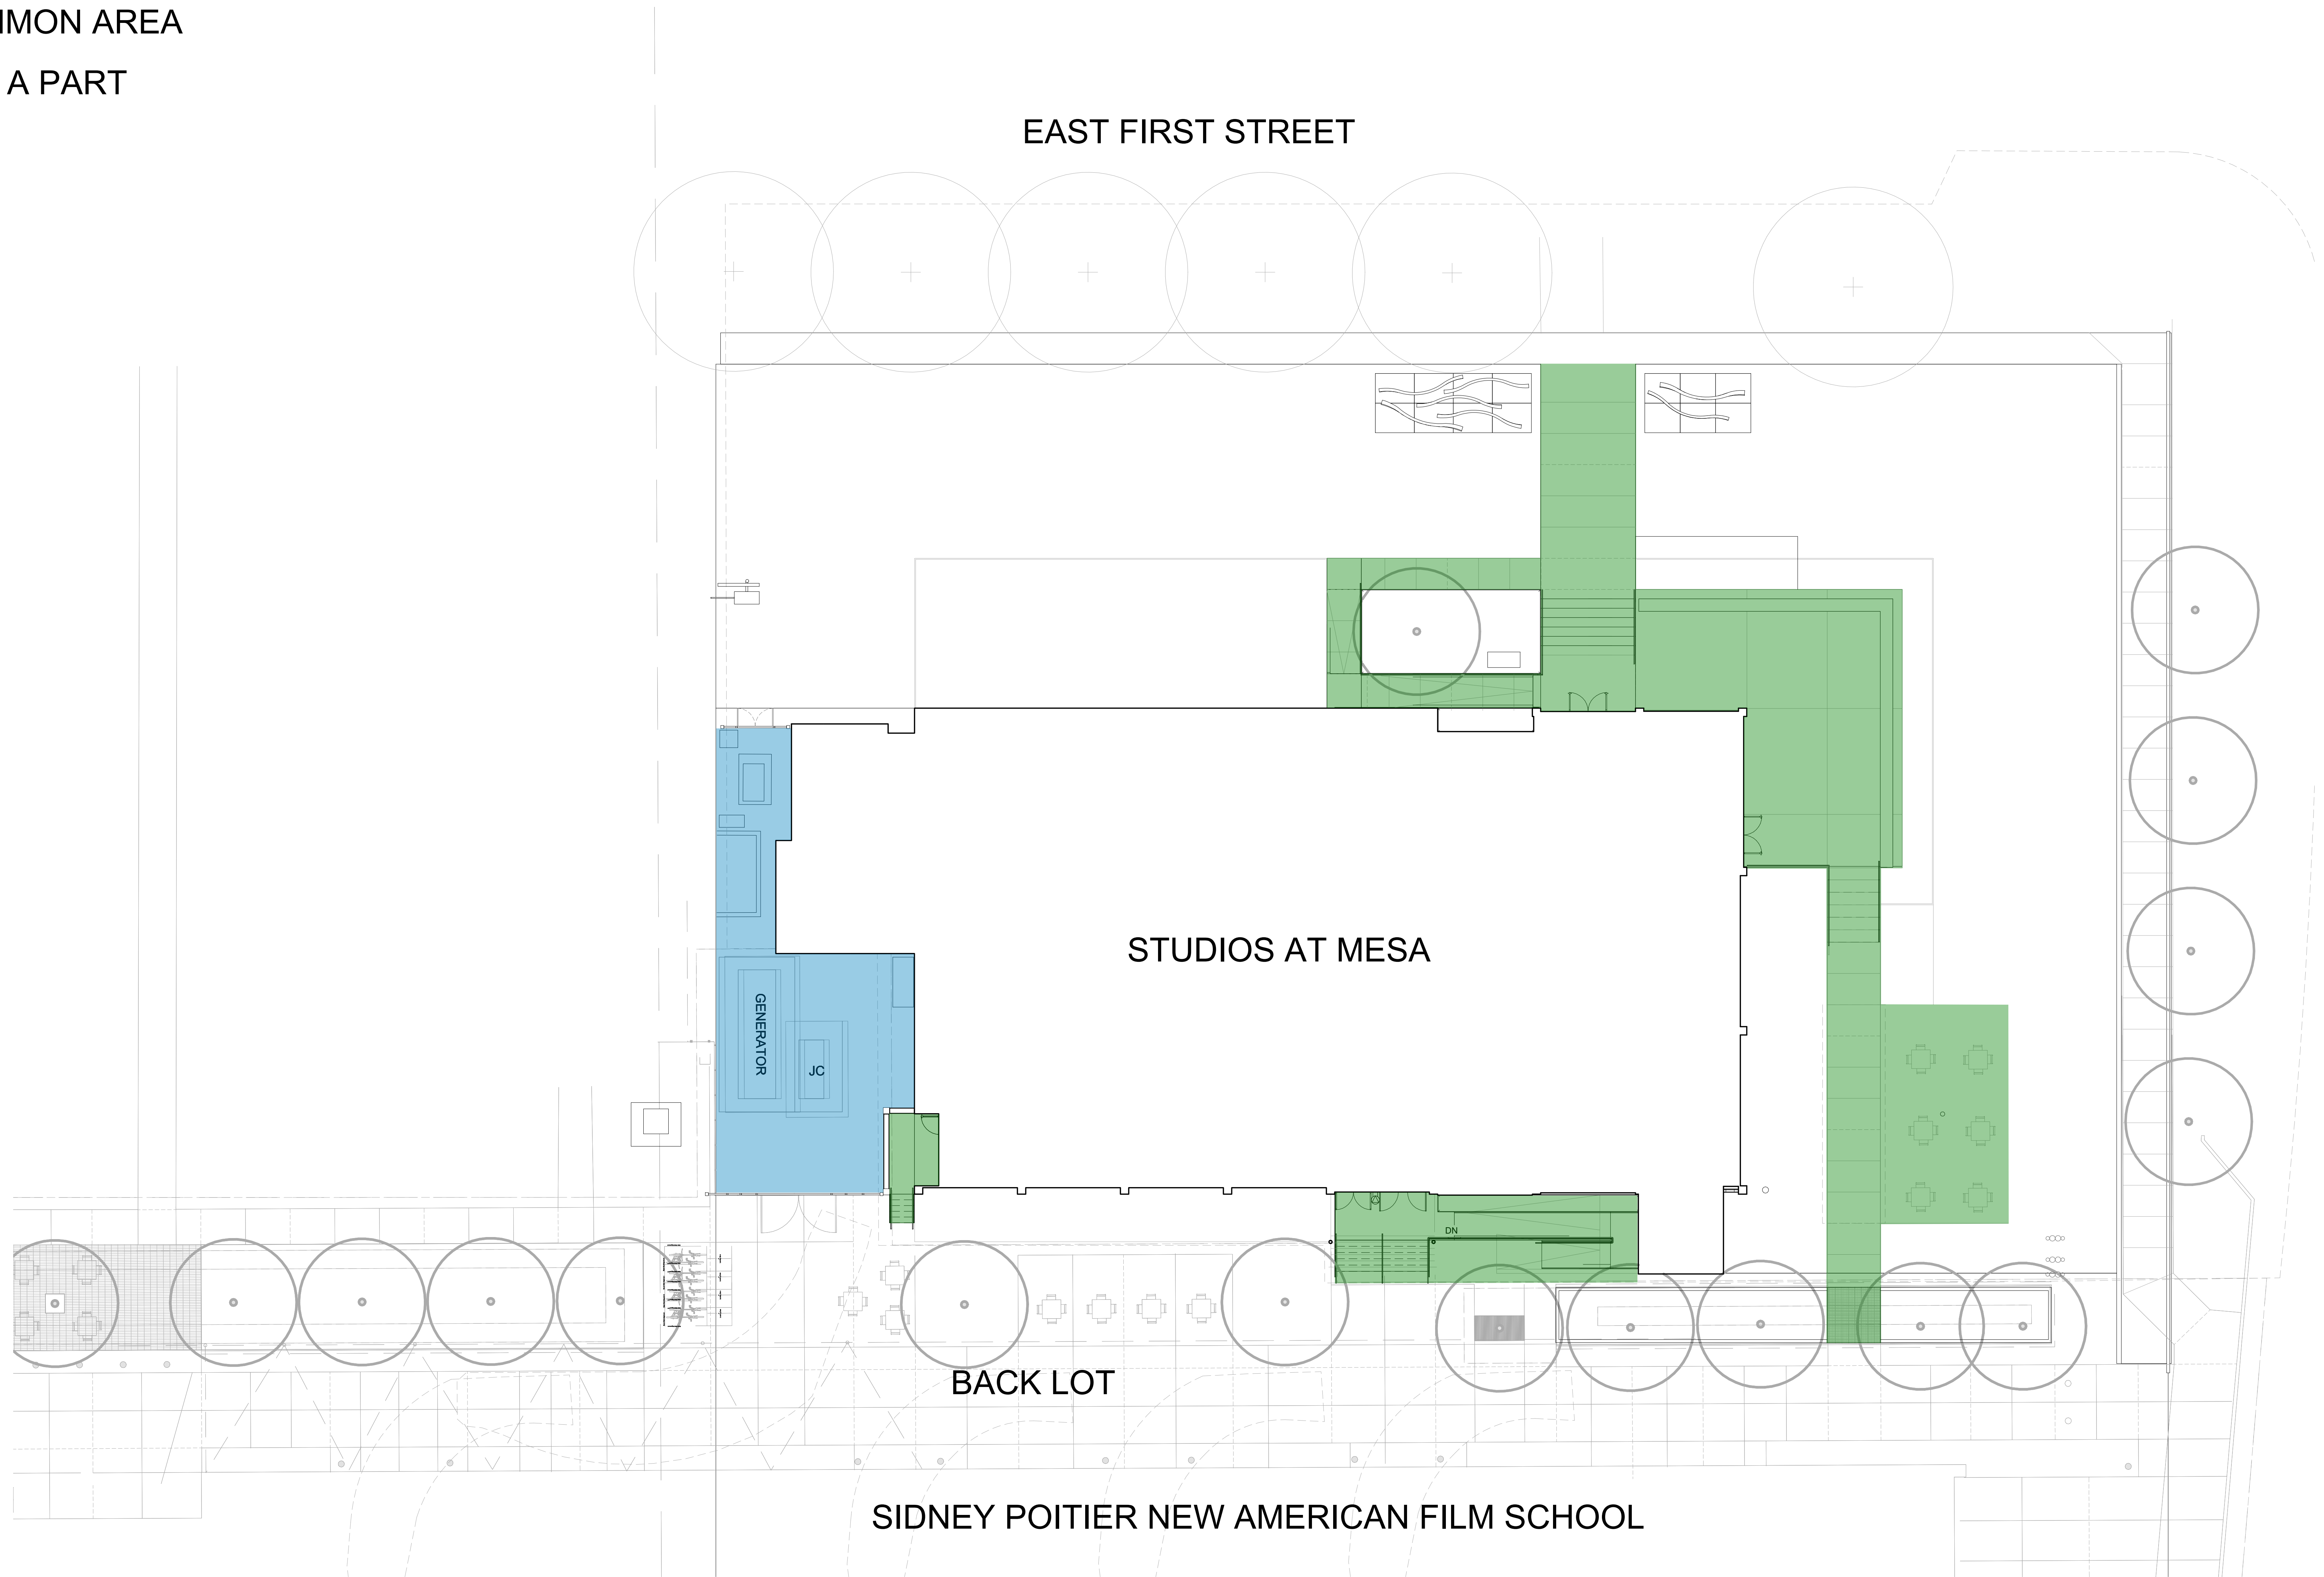 MON AREA
A PART
EAST FIRST STREET
STUDIOS AT MESA
GENERATOR
JC
DN
BACK LOT
SIDNEY POITIER NEW AMERICAN FILM SCHOOL